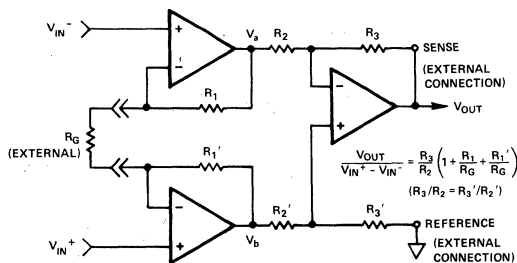 V_IN^-
+
−
V_a
R_2
R_3
SENSE
(EXTERNAL CONNECTION)
R_1
R_G
(EXTERNAL)
−
+
V_OUT
R_1'
V_OUT / (V_IN^+ − V_IN^-) = R_3/R_2 (1 + R_1/R_G + R_1'/R_G)
(R_3/R_2 = R_3'/R_2')
−
+
V_IN^+
V_b
R_2'
R_3'
REFERENCE
(EXTERNAL CONNECTION)